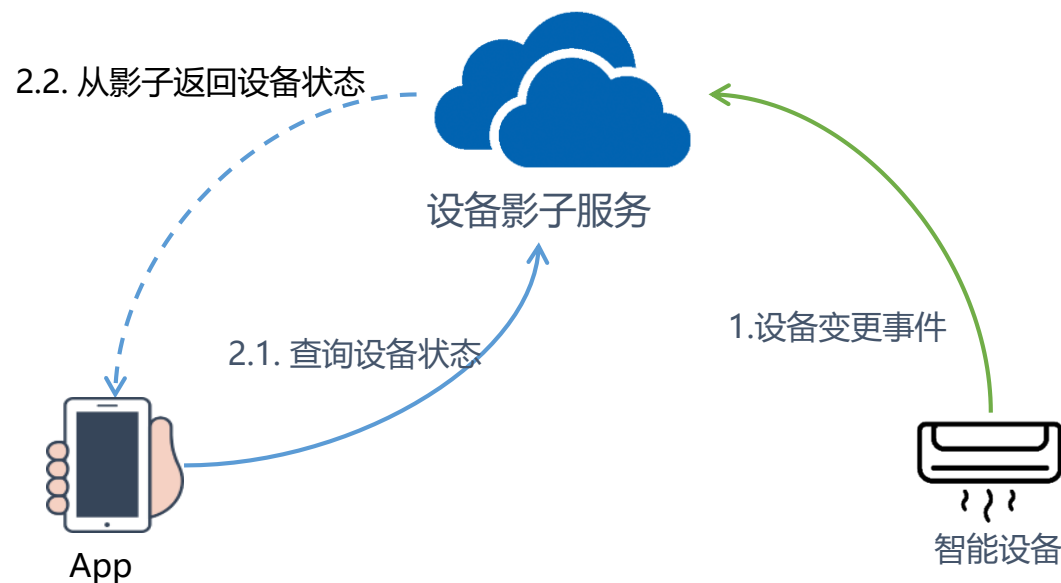 2.2. 从影子返回设备状态
设备影子服务
1.设备变更事件
2.1. 查询设备状态
智能设备
App